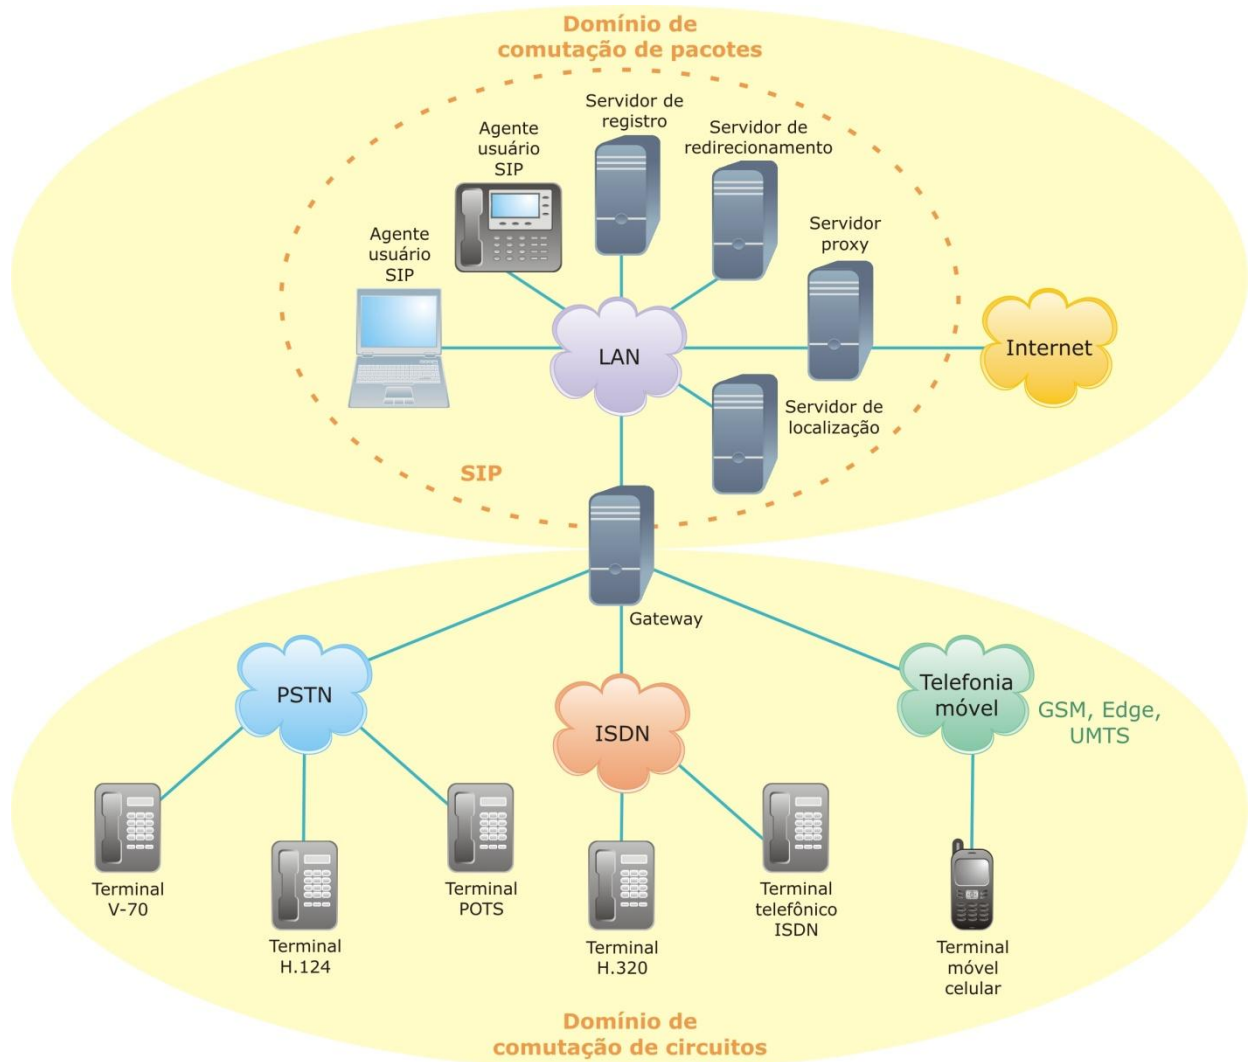 Domínio de
comutação de pacotes
Servidor de
registro
Agente
usuário
SIP
Servidor de
redirecionamento
Agente
usuário
SIP
Servidor
proxy
LAN
Internet
Servidor de
localização
SIP
Gateway
PSTN
ISDN
Telefonia
móvel
GSM, Edge,
UMTS
Terminal
V-70
Terminal
H.124
Terminal
POTS
Terminal
H.320
Terminal
telefônico
ISDN
Terminal
móvel
celular
Domínio de
comutação de circuitos